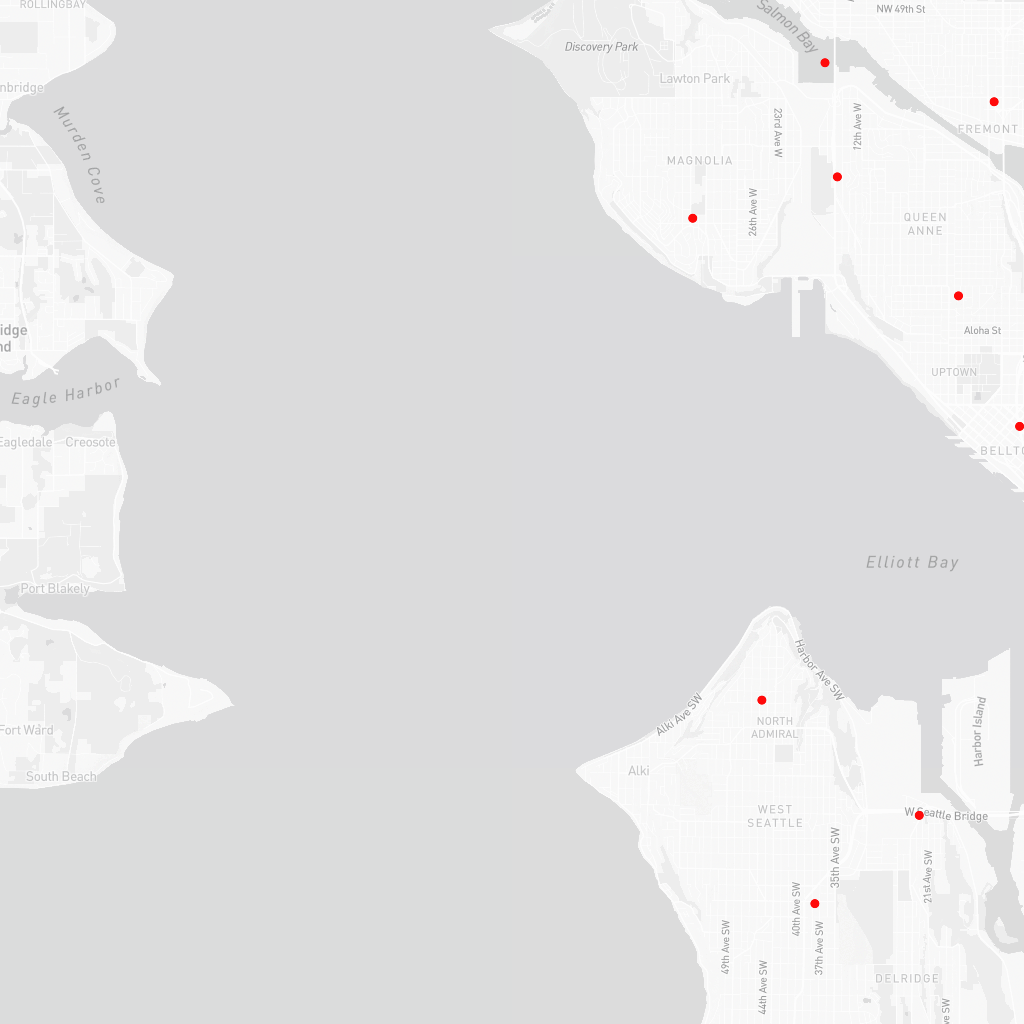 ROLLINGBAY
NW 49th St
Salmon Bay
Discovery Park
Lawton Park
nbridge
Murden Cove
23rd Ave W
12th Ave W
FREMONT
MAGNOLIA
26th Ave W
QUEEN
ANNE
idge
nd
Aloha St
UPTOWN
Eagle Harbor
Eagledale
Creosote
BELLTO
Elliott Bay
Port Blakely
Harbor Ave SW
Alki Ave SW
NORTH
ADMIRAL
Harbor Island
Fort Ward
South Beach
Alki
WEST
SEATTLE
W Seattle Bridge
35th Ave SW
21st Ave SW
40th Ave SW
37th Ave SW
49th Ave SW
44th Ave SW
DELRIDGE
ve SW